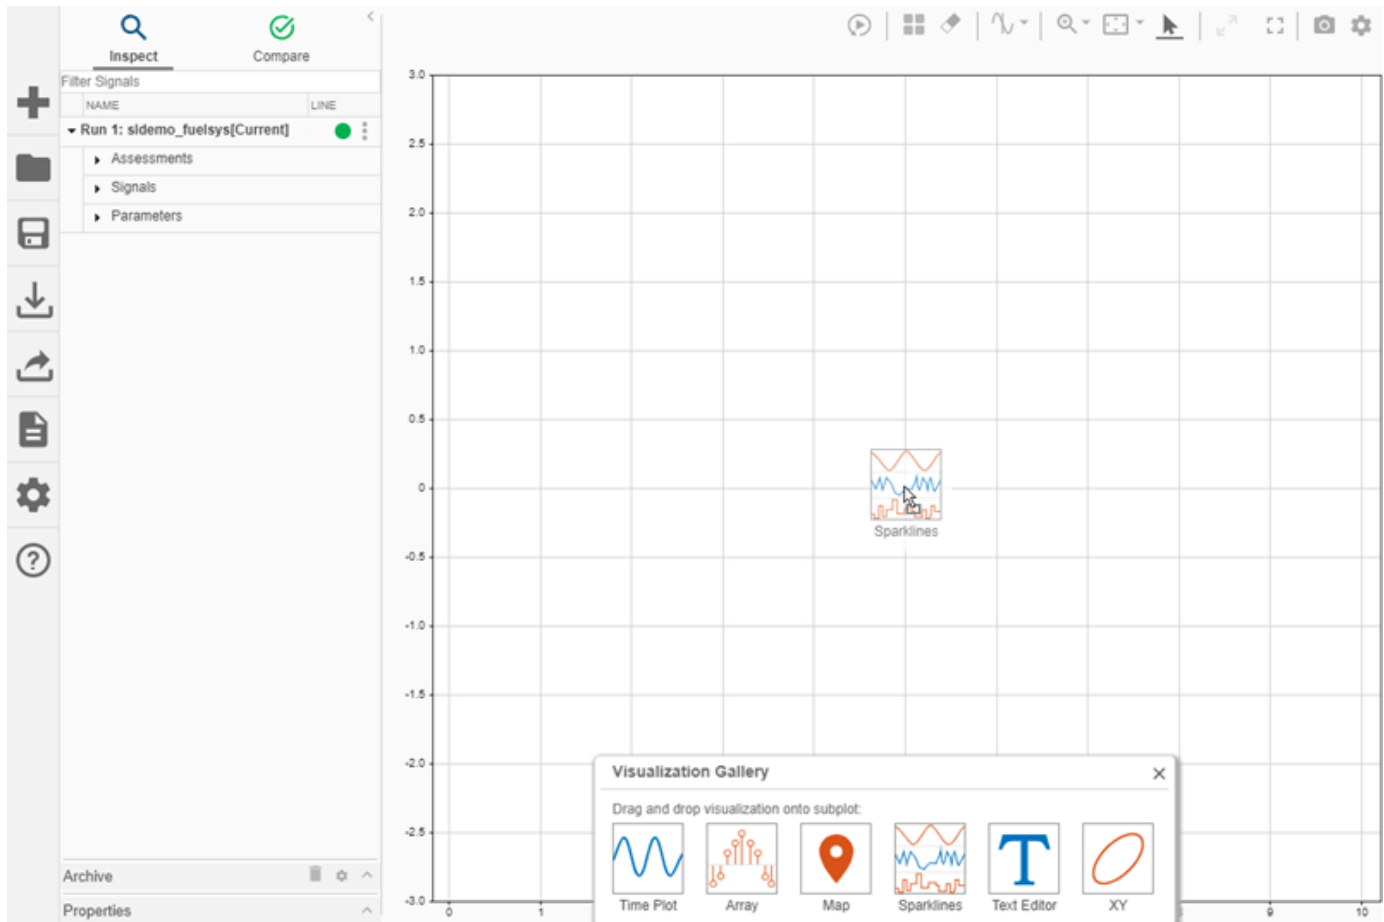 Inspect
Compare
Filter Signals
NAME
LINE
Run 1: sldemo_fuelsys[Current]
Assessments
Signals
Parameters
Archive
Properties
3.0
2.5
2.0
1.5
1.0
0.5
0
-0.5
-1.0
-1.5
-2.0
-2.5
-3.0
Sparklines
Visualization Gallery
Drag and drop visualization onto subplot:
Time Plot
Array
Map
Sparklines
Text Editor
XY
0
1
9
10